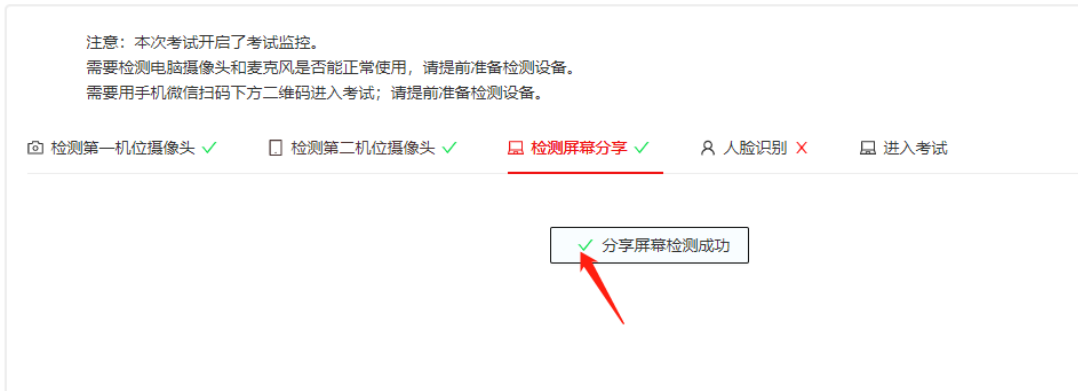 注意：本次考试开启了考试监控。
需要检测电脑摄像头和麦克风是否能正常使用，请提前准备检测设备。
需要用手机微信扫码下方二维码进入考试；请提前准备检测设备。
检测第一机位摄像头 ✓ 检测第二机位摄像头 ✓ 检测屏幕分享 ✓ 人脸识别 X 进入考试
✓ 分享屏幕检测成功